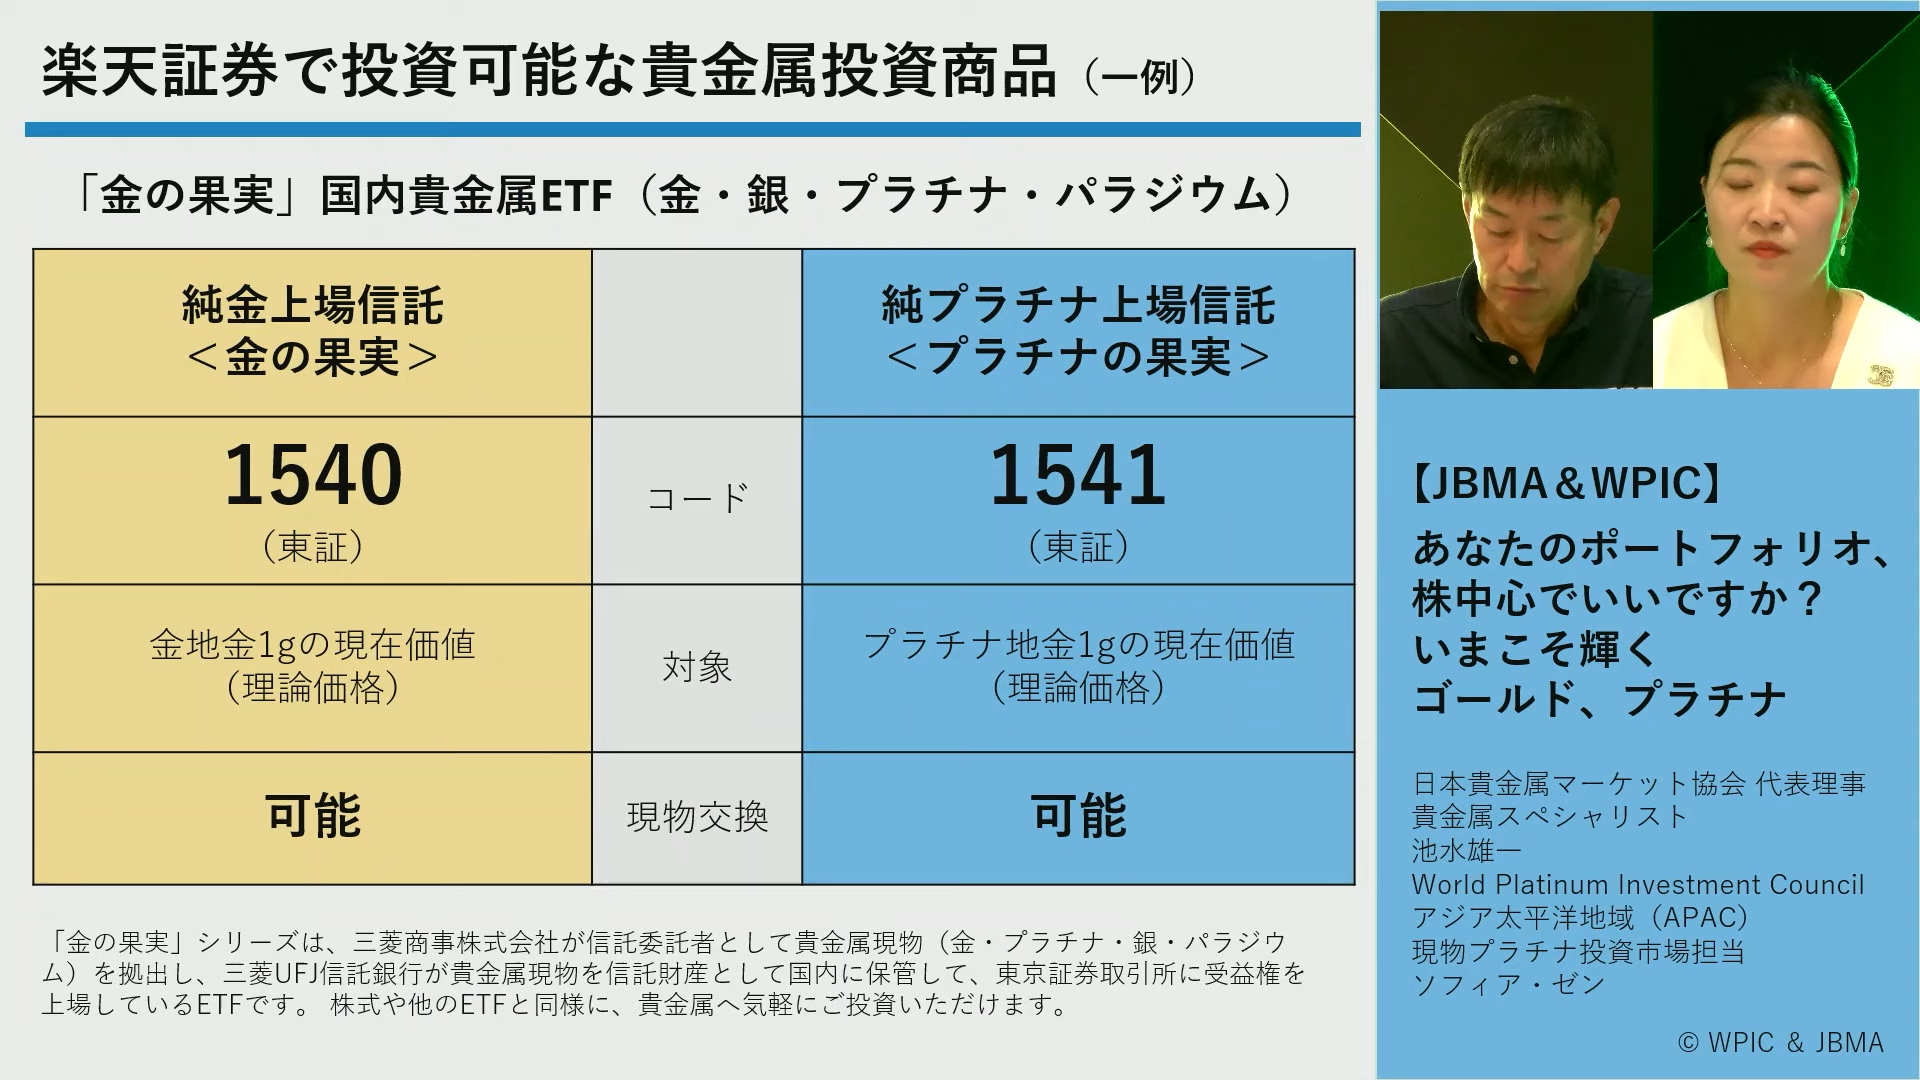 楽天証券で投資可能な貴金属投資商品（一例）
「金の果実」国内貴金属ETF（金・銀・プラチナ・パラジウム）
純金上場信託
＜金の果実＞
純プラチナ上場信託
＜プラチナの果実＞
1540
（東証）
コード
1541
（東証）
金地金1gの現在価値
（理論価格）
対象
プラチナ地金1gの現在価値
（理論価格）
可能
現物交換
可能
「金の果実」シリーズは、三菱商事株式会社が信託委託者として貴金属現物（金・プラチナ・銀・パラジウ
ム）を拠出し、三菱UFJ信託銀行が貴金属現物を信託財産として国内に保管して、東京証券取引所に受益権を
上場しているETFです。 株式や他のETFと同様に、貴金属へ気軽にご投資いただけます。
【JBMA＆WPIC】
あなたのポートフォリオ、
株中心でいいですか？
いまこそ輝く
ゴールド、プラチナ
日本貴金属マーケット協会 代表理事
貴金属スペシャリスト
池水雄一
World Platinum Investment Council
アジア太平洋地域（APAC）
現物プラチナ投資市場担当
ソフィア・ゼン
© WPIC ＆ JBMA